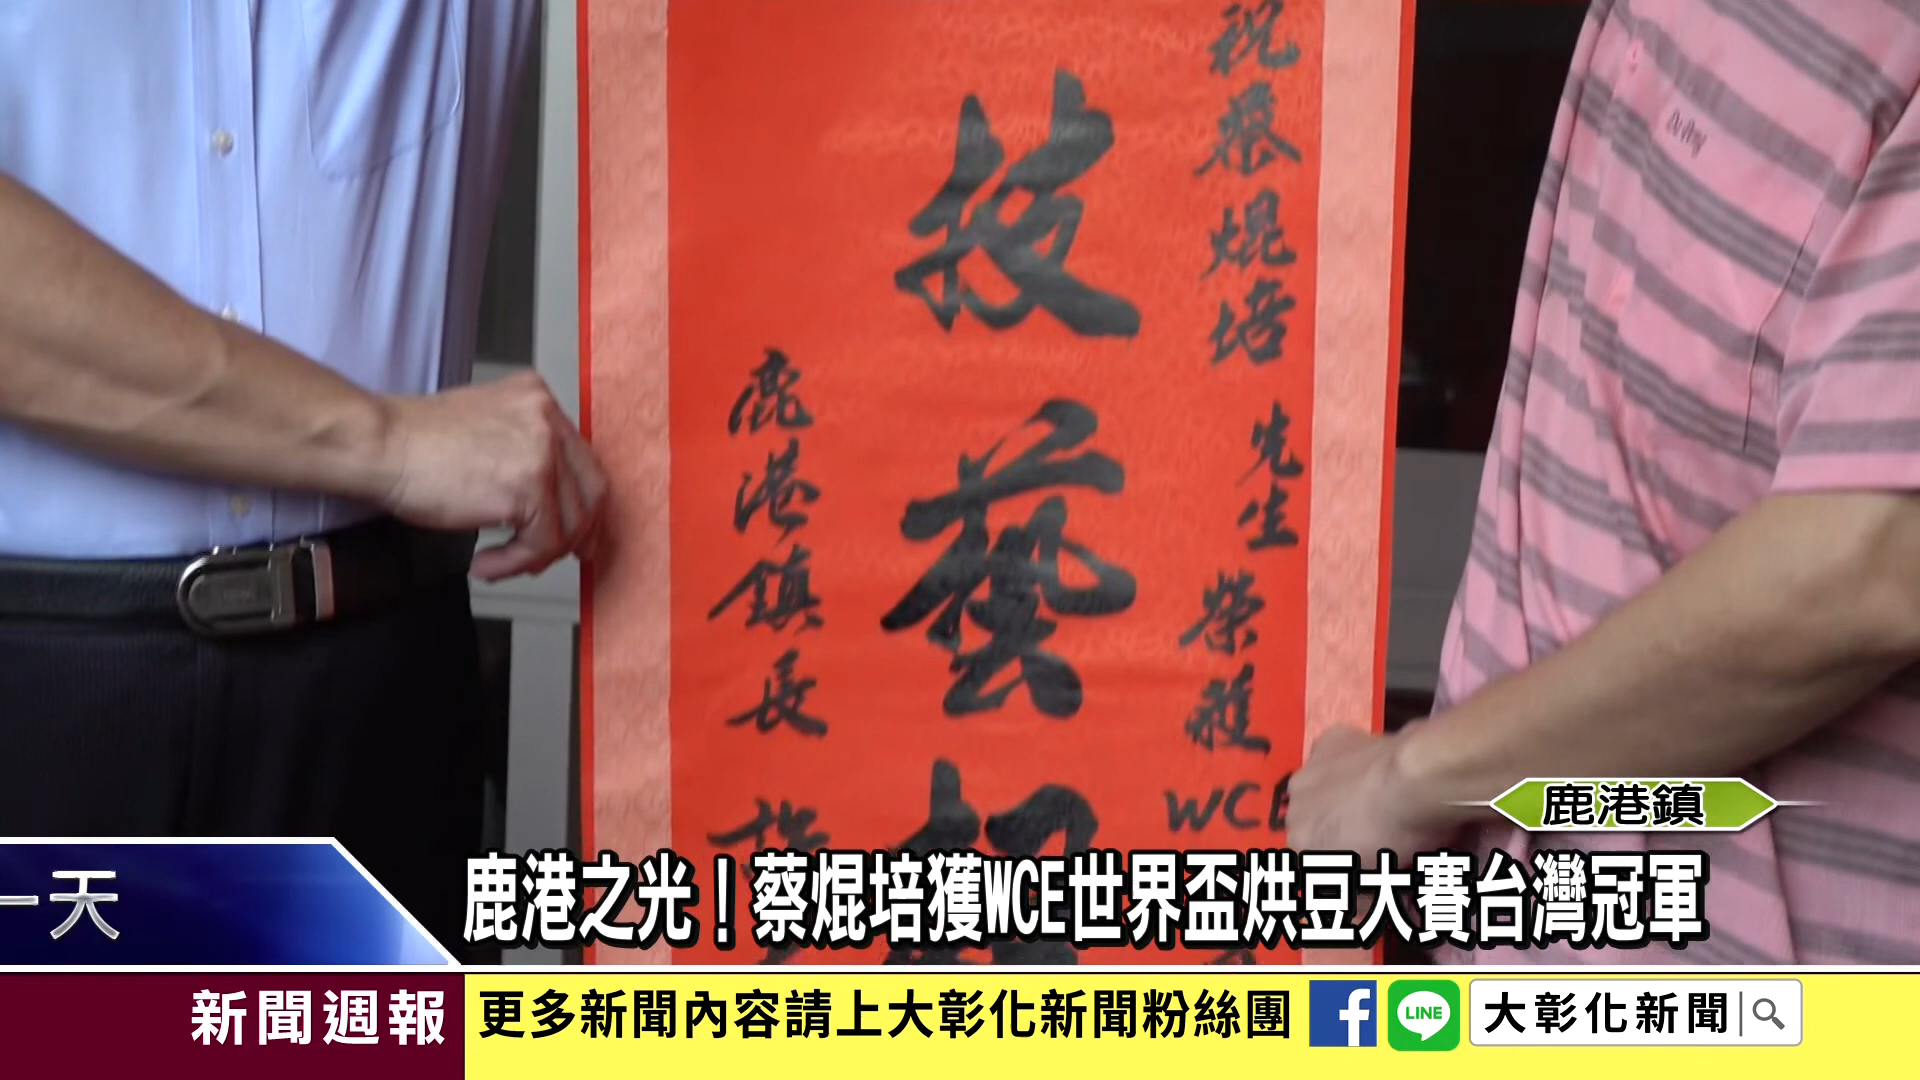 祝蔡焜培 先生 榮獲 WCE
技藝超
鹿港鎮長 許
DeAny
鹿港鎮
一天
鹿港之光！蔡焜培獲WCE世界盃烘豆大賽台灣冠軍
新聞週報
更多新聞內容請上大彰化新聞粉絲團
f
LINE
大彰化新聞